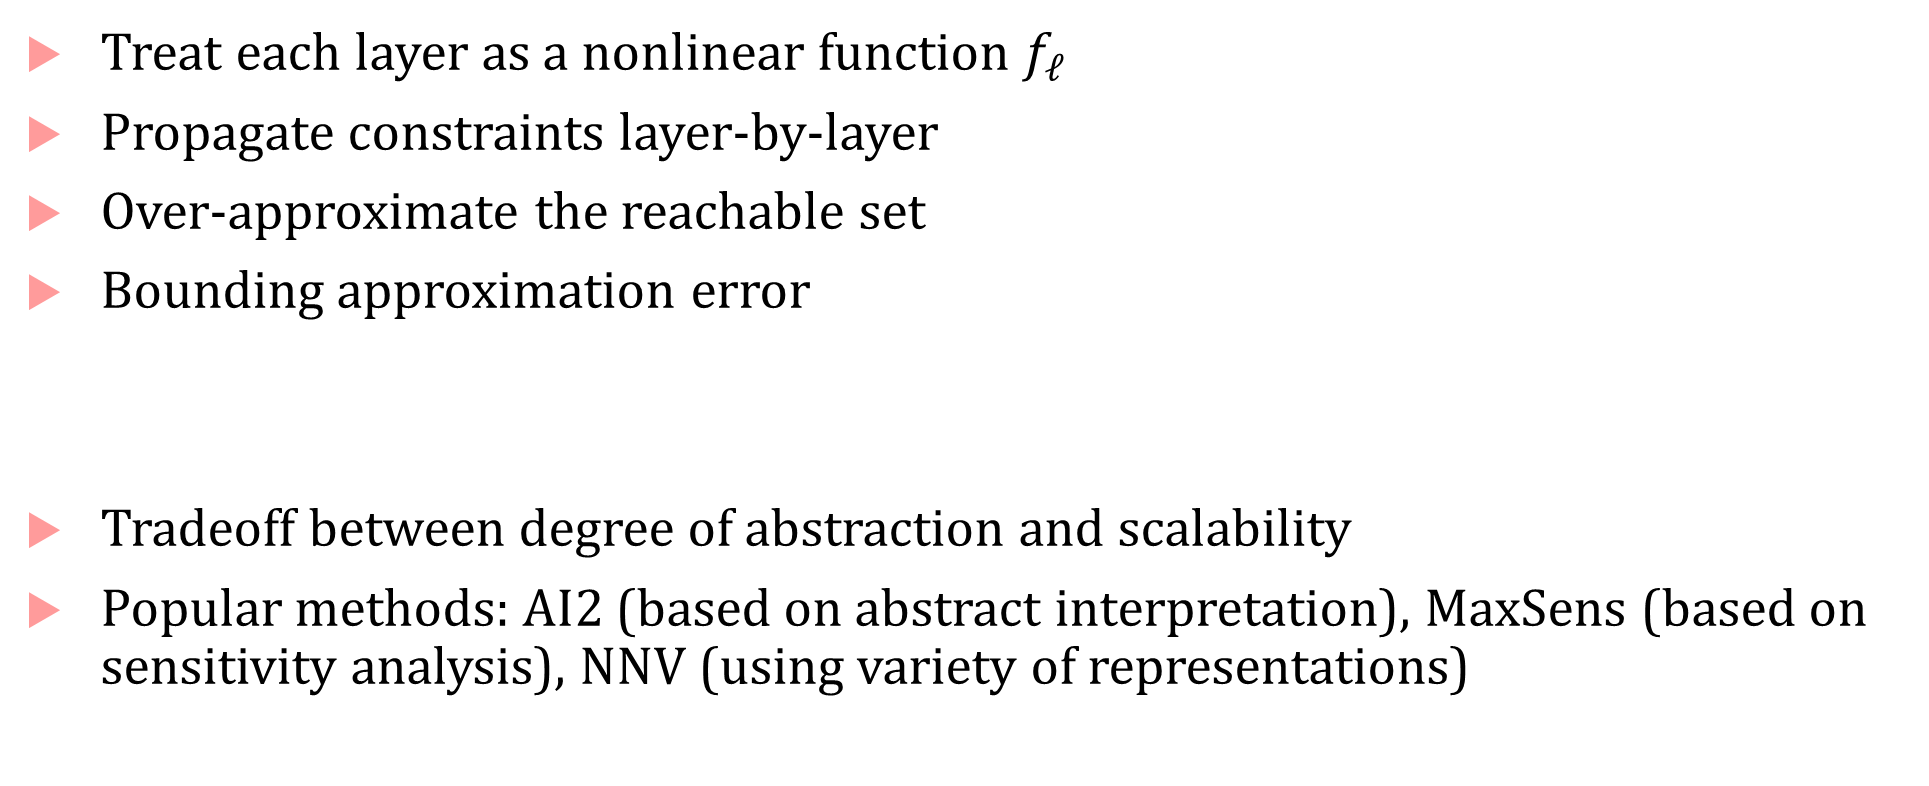 Treat each layer as a nonlinear function fℓ
Propagate constraints layer-by-layer
Over-approximate the reachable set
Bounding approximation error
Tradeoff between degree of abstraction and scalability
Popular methods: AI2 (based on abstract interpretation), MaxSens (based on
sensitivity analysis), NNV (using variety of representations)